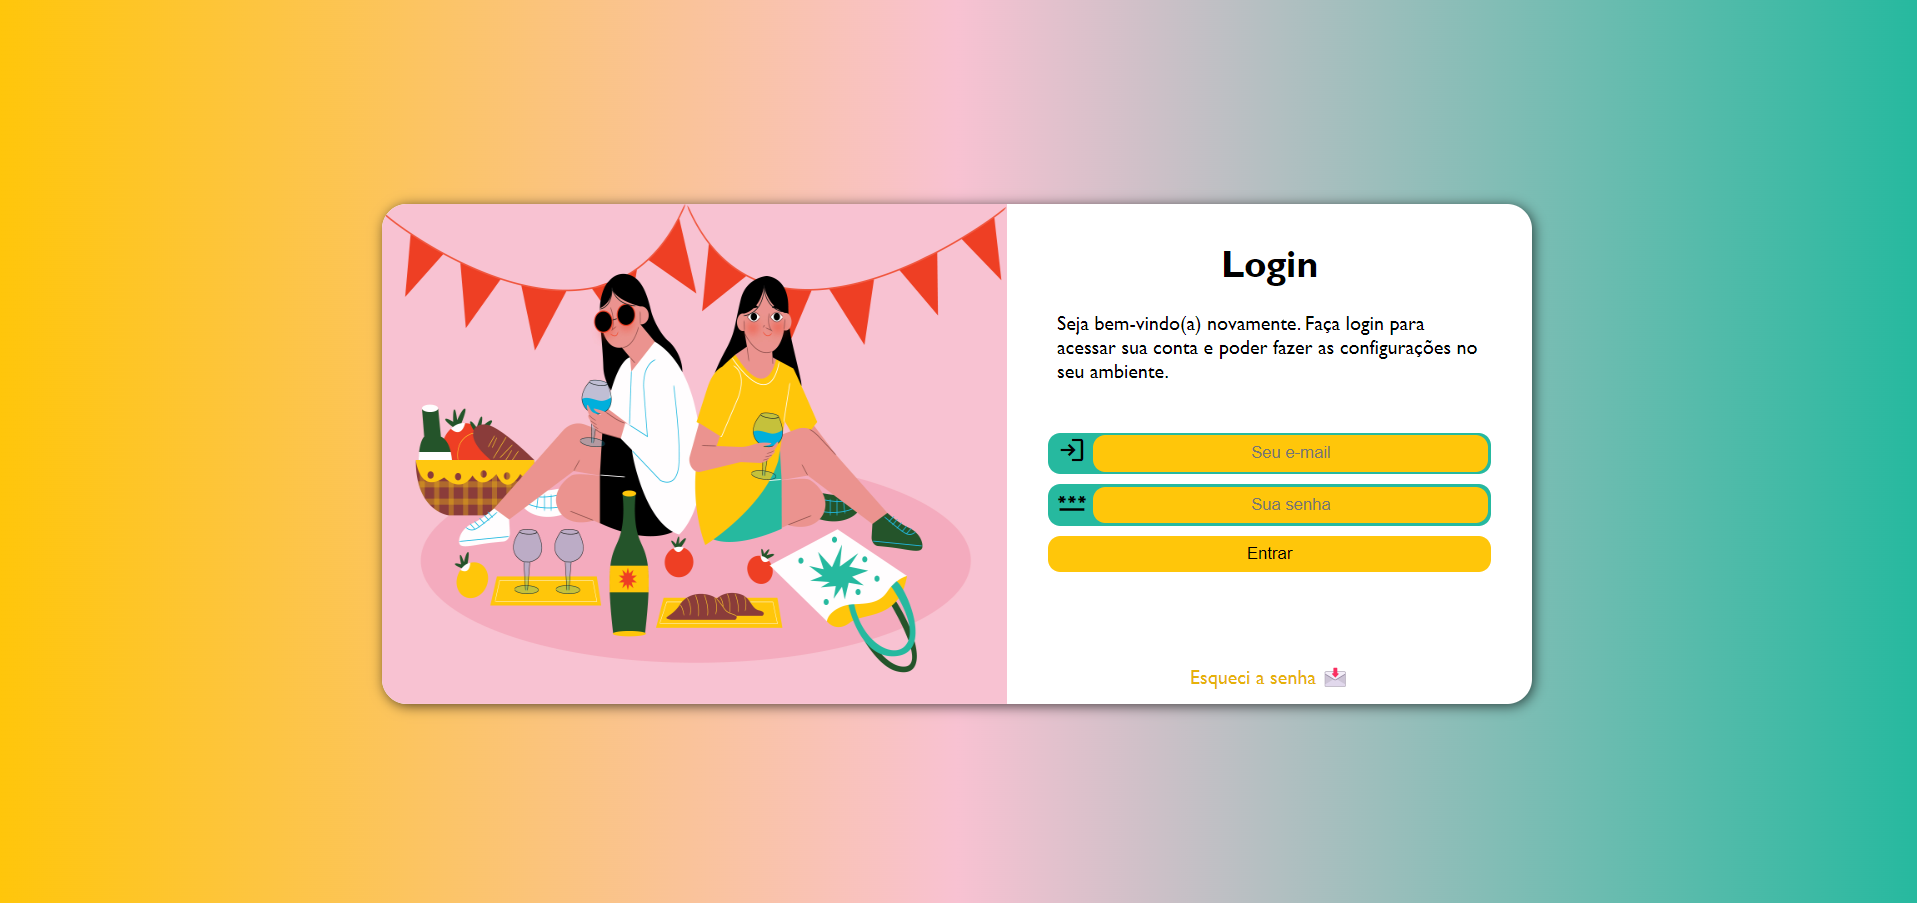 Login
Seja bem-vindo(a) novamente. Faça login para
acessar sua conta e poder fazer as configurações no
seu ambiente.
Seu e-mail
Sua senha
Entrar
Esqueci a senha